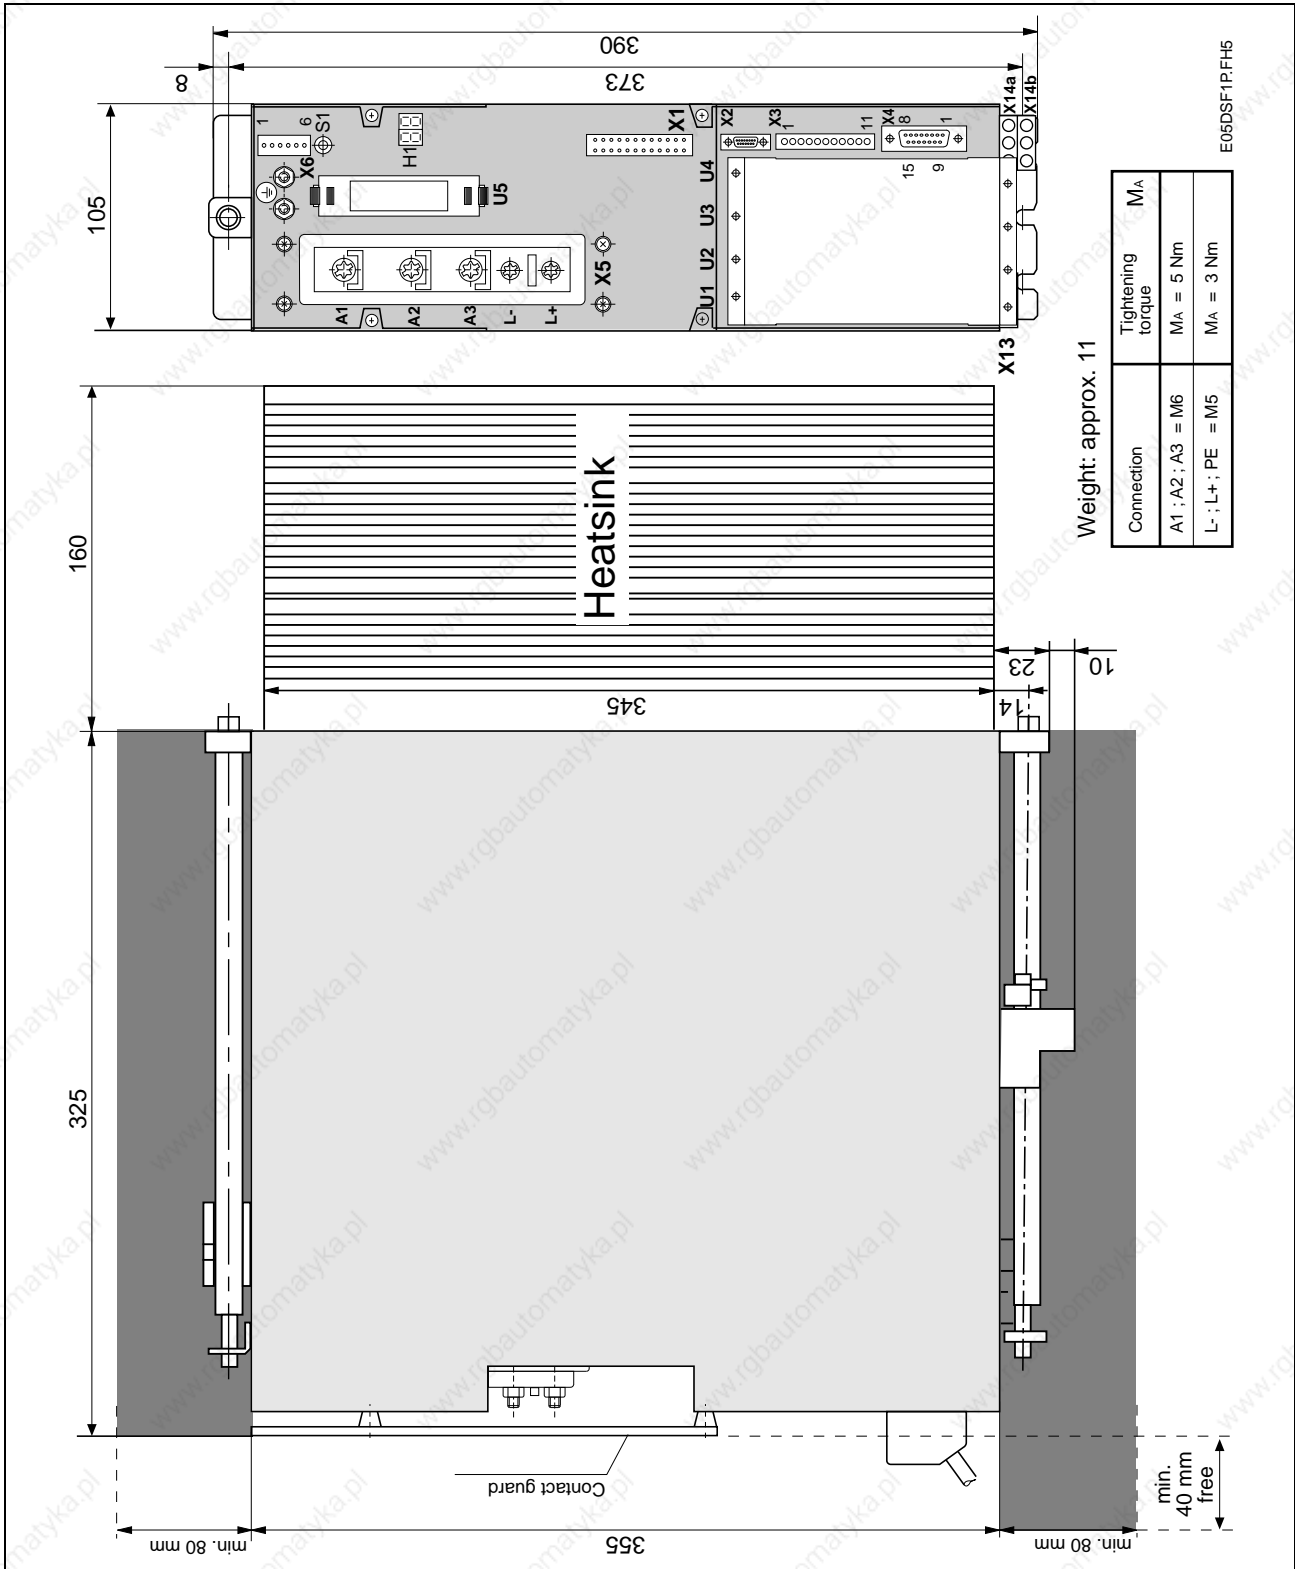 390
373
8
105
1
6
S1
X6
H1
U5
X1
X2
X3
1
11
X4
8
1
15
9
X14a
X14b
U4
U3
U2
U1
X5
A1
A2
A3
L-
L+
X13
E05DSF1P.FH5
160
Heatsink
345
14
23
10
Weight: approx. 11
Connection
Tightening torque
MA
A1 ; A2 ; A3 = M6
MA = 5 Nm
L- ; L+ ; PE = M5
MA = 3 Nm
325
Contact guard
min. 80 mm
355
min. 80 mm
min.
40 mm
free
www.rgbautomatyka.pl